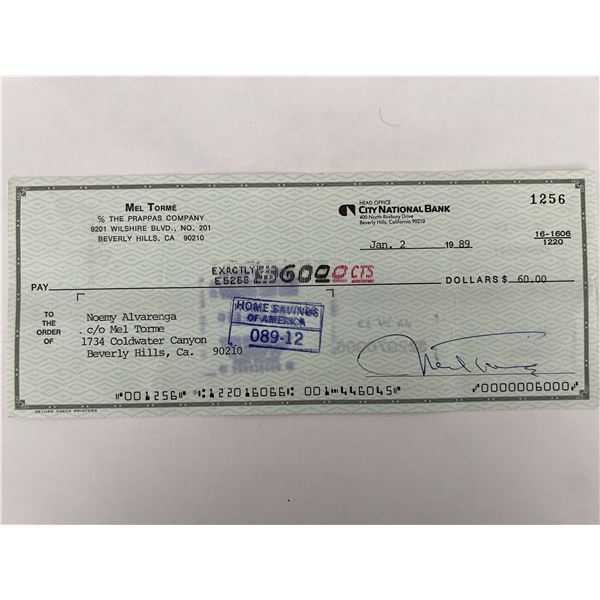 MEL TORMÉ
℅ THE PRAPPAS COMPANY
9201 WILSHIRE BLVD., NO. 201
BEVERLY HILLS, CA 90210
HEAD OFFICE
CITY NATIONAL BANK
400 North Roxbury Drive
Beverly Hills, California 90210
1256
16-1606
1220
Jan. 2 1989
PAY
EXACTLY
E5268
6000 CTS
DOLLARS $ 60.00
TO
THE
ORDER
OF
Noemy Alvarenga
c/o Mel Torme
1734 Coldwater Canyon
Beverly Hills, Ca. 90210
HOME SAVINGS
OF AMERICA
089-12
Mel Tormé
⑈001256⑈ ⑆122016066⑆ 001⑉446045⑈ ⑈0000006000⑈
DELUXE CHECK PRINTERS